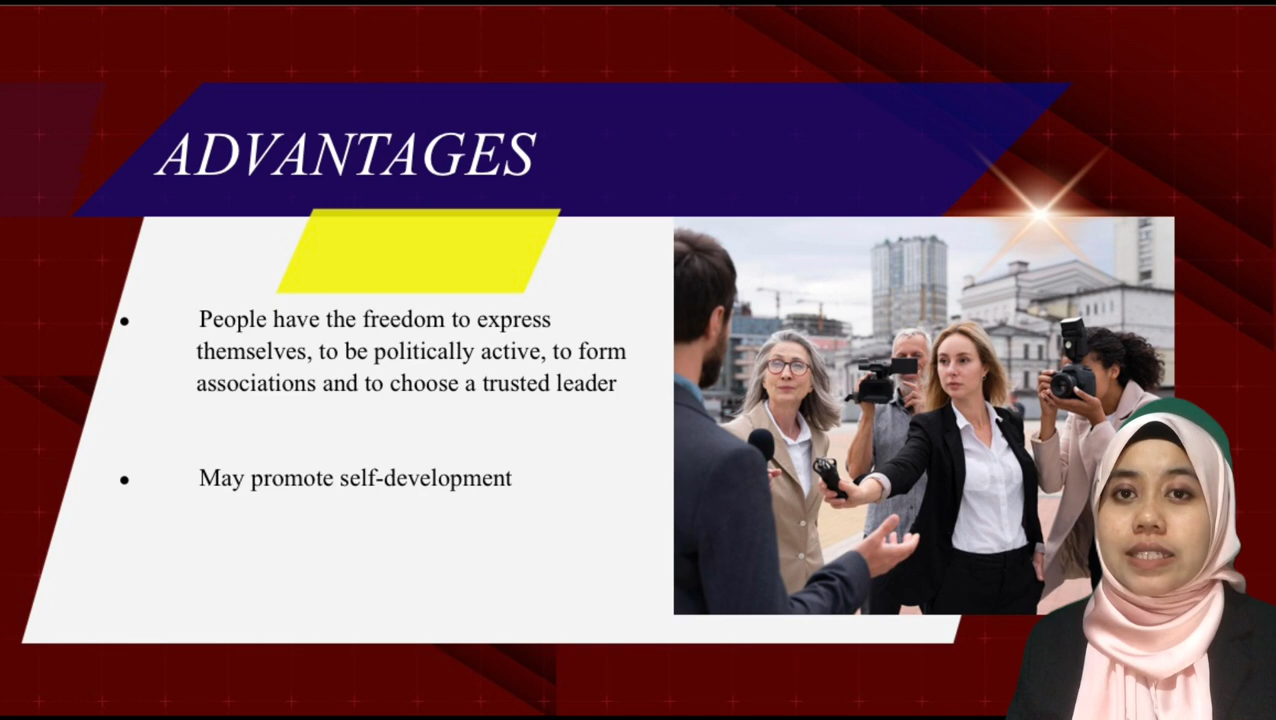 ADVANTAGES
• People have the freedom to express
themselves, to be politically active, to form
associations and to choose a trusted leader
• May promote self-development